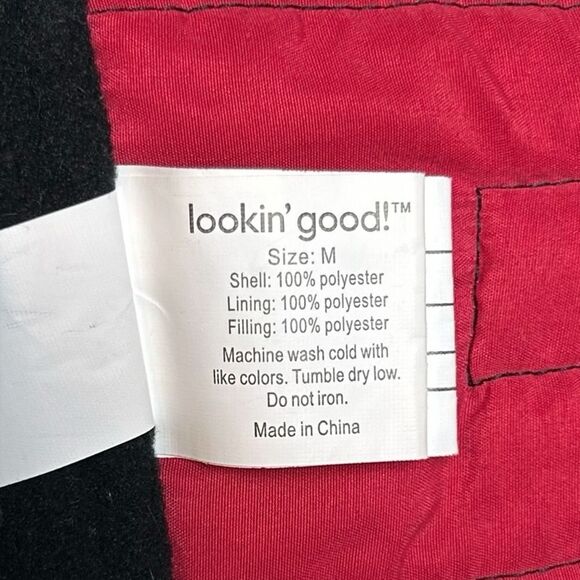 lookin' good!™
Size: M
Shell: 100% polyester
Lining: 100% polyester
Filling: 100% polyester
Machine wash cold with
like colors. Tumble dry low.
Do not iron.
Made in China